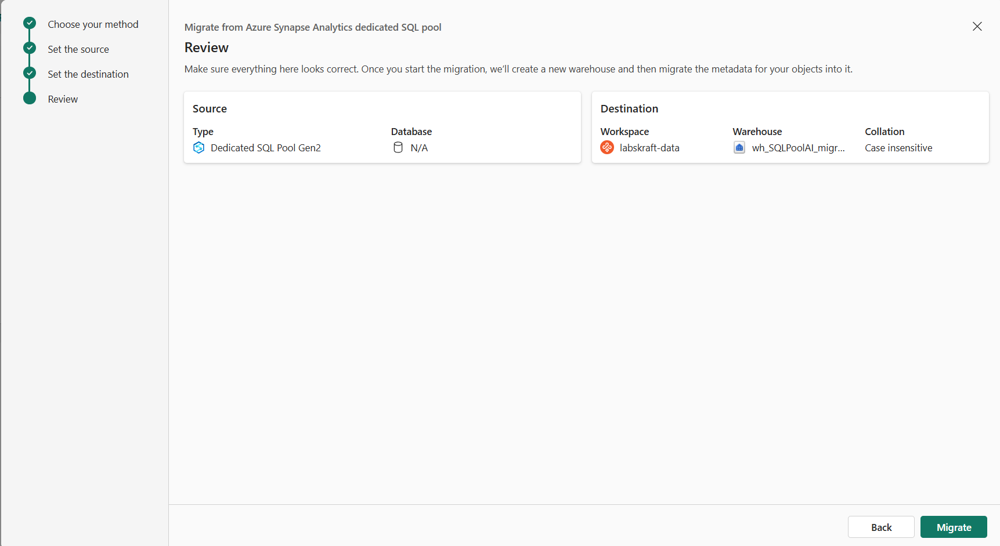 Choose your method
Set the source
Set the destination
Review
Migrate from Azure Synapse Analytics dedicated SQL pool
Review
Make sure everything here looks correct. Once you start the migration, we’ll create a new warehouse and then migrate the metadata for your objects into it.
Source
Type
Dedicated SQL Pool Gen2
Database
N/A
Destination
Workspace
labskraft-data
Warehouse
wh_SQLPoolAI_migr...
Collation
Case insensitive
Back
Migrate